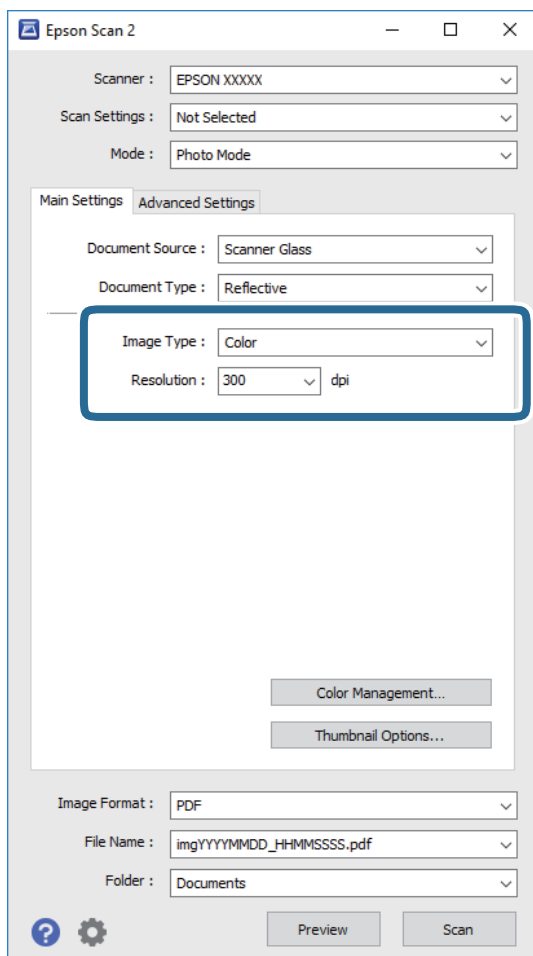 Epson Scan 2
Scanner : EPSON XXXXX
Scan Settings : Not Selected
Mode : Photo Mode
Main Settings Advanced Settings
Document Source : Scanner Glass
Document Type : Reflective
Image Type : Color
Resolution : 300 dpi
Color Management...
Thumbnail Options...
Image Format : PDF
File Name : imgYYYYMMDD_HHMMSSSS.pdf
Folder : Documents
? Preview Scan